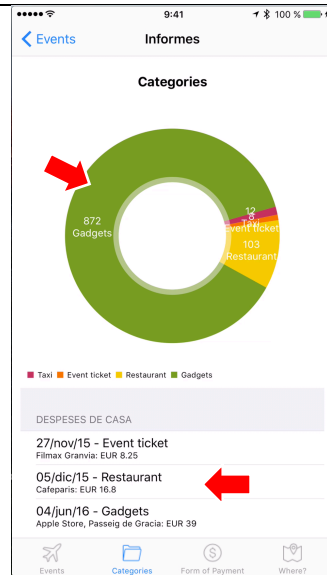 9:41
100 %
Events
Informes
Categories
12
Taxi
8
Event ticket
103
Restaurant
872
Gadgets
Taxi Event ticket Restaurant Gadgets
DESPESES DE CASA
27/nov/15 - Event ticket
Filmax Granvia: EUR 8.25
05/dic/15 - Restaurant
Cafeparis: EUR 16.8
04/jun/16 - Gadgets
Apple Store, Passeig de Gracia: EUR 39
Events Categories Form of Payment Where?